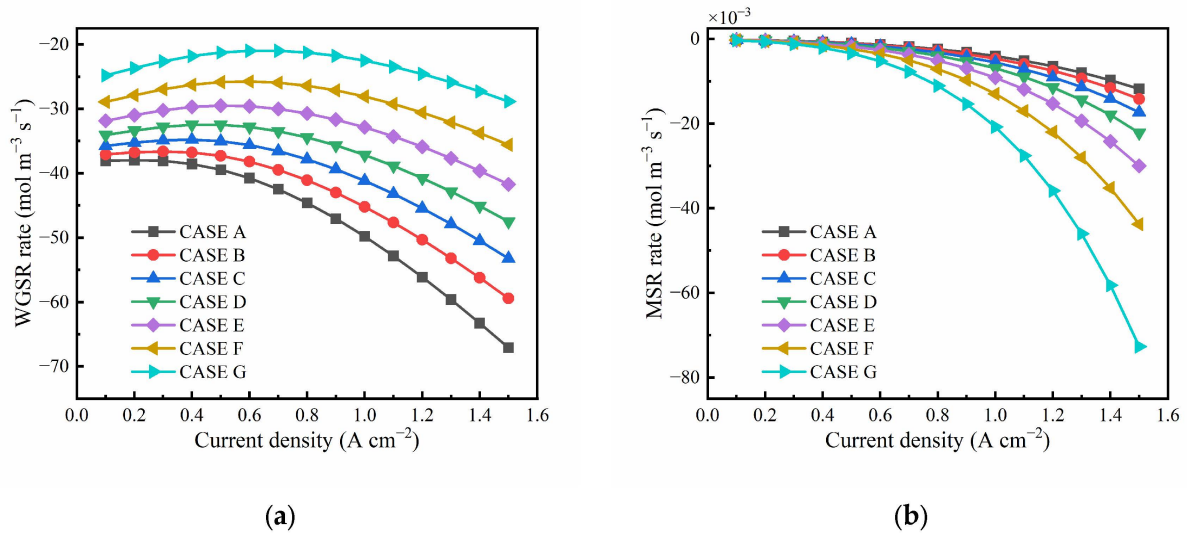 WGSR rate (mol m⁻³ s⁻¹)
−20
−30
−40
−50
−60
−70
CASE A
CASE B
CASE C
CASE D
CASE E
CASE F
CASE G
0.0 0.2 0.4 0.6 0.8 1.0 1.2 1.4 1.6
Current density (A cm⁻²)
(a)
×10⁻³
MSR rate (mol m⁻³ s⁻¹)
0
−20
−40
−60
−80
CASE A
CASE B
CASE C
CASE D
CASE E
CASE F
CASE G
0.0 0.2 0.4 0.6 0.8 1.0 1.2 1.4 1.6
Current density (A cm⁻²)
(b)